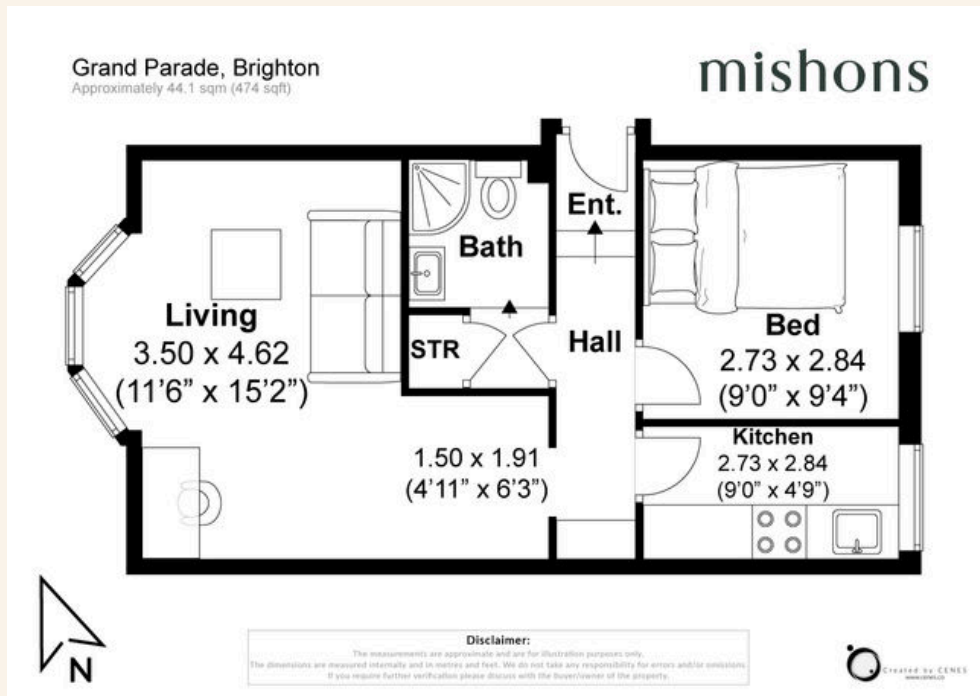 Grand Parade, Brighton
Approximately 44.1 sqm (474 sqft)
mishons
Ent.
Bath
Living
3.50 x 4.62
(11’6” x 15’2”)
STR
Hall
Bed
2.73 x 2.84
(9’0” x 9’4”)
Kitchen
2.73 x 2.84
(9’0” x 4’9”)
1.50 x 1.91
(4’11” x 6’3”)
N
Disclaimer:
The measurements are approximate and are for illustration purposes only.
The dimensions are measured internally and in metres and feet. We do not take any responsibility for errors and/or omissions.
If you require further verification please discuss with the buyer/owner of the property.
Created by CENES
www.cenes.co